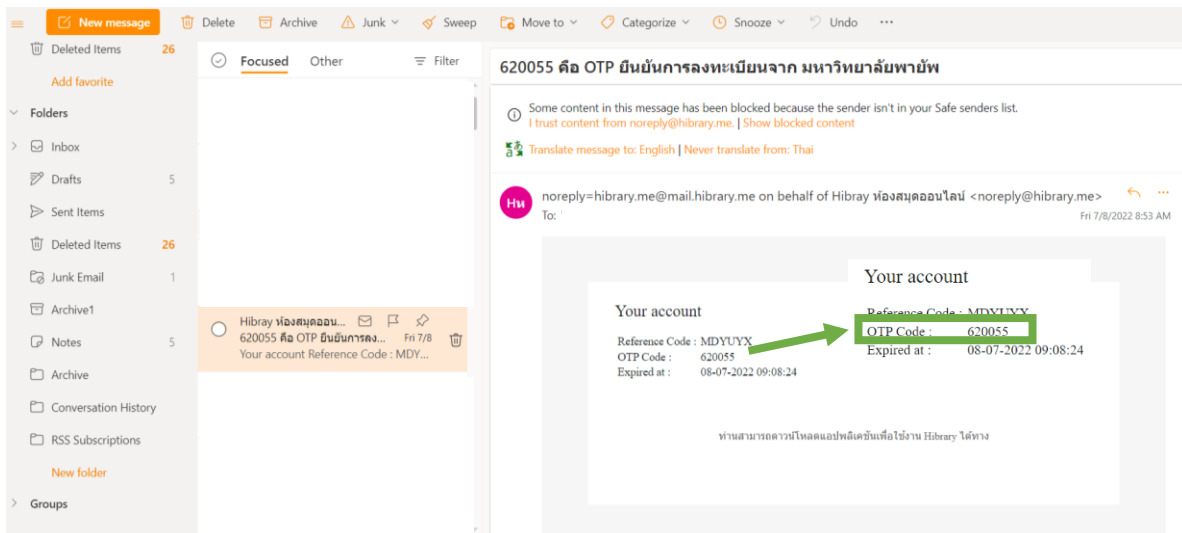 New message
Delete
Archive
Junk
Sweep
Move to
Categorize
Snooze
Undo
Deleted Items 26
Add favorite
Folders
Inbox
Drafts 5
Sent Items
Deleted Items 26
Junk Email 1
Archive1
Notes 5
Archive
Conversation History
RSS Subscriptions
New folder
Groups
Focused Other Filter
Hibray ห้องสมุดออน...
620055 คือ OTP ยืนยันการลง... Fri 7/8
Your account Reference Code : MDY...
620055 คือ OTP ยืนยันการลงทะเบียนจาก มหาวิทยาลัยพายัพ
Some content in this message has been blocked because the sender isn't in your Safe senders list.
I trust content from noreply@hibrary.me. | Show blocked content
Translate message to: English | Never translate from: Thai
Hห
noreply=hibrary.me@mail.hibrary.me on behalf of Hibray ห้องสมุดออนไลน์ <noreply@hibrary.me>
To:
Fri 7/8/2022 8:53 AM
Your account
Reference Code : MDYUYX
OTP Code : 620055
Expired at : 08-07-2022 09:08:24
Your account
Reference Code : MDYUYX
OTP Code : 620055
Expired at : 08-07-2022 09:08:24
ท่านสามารถดาวน์โหลดแอปพลิเคชันเพื่อใช้งาน Hibrary ได้ทาง